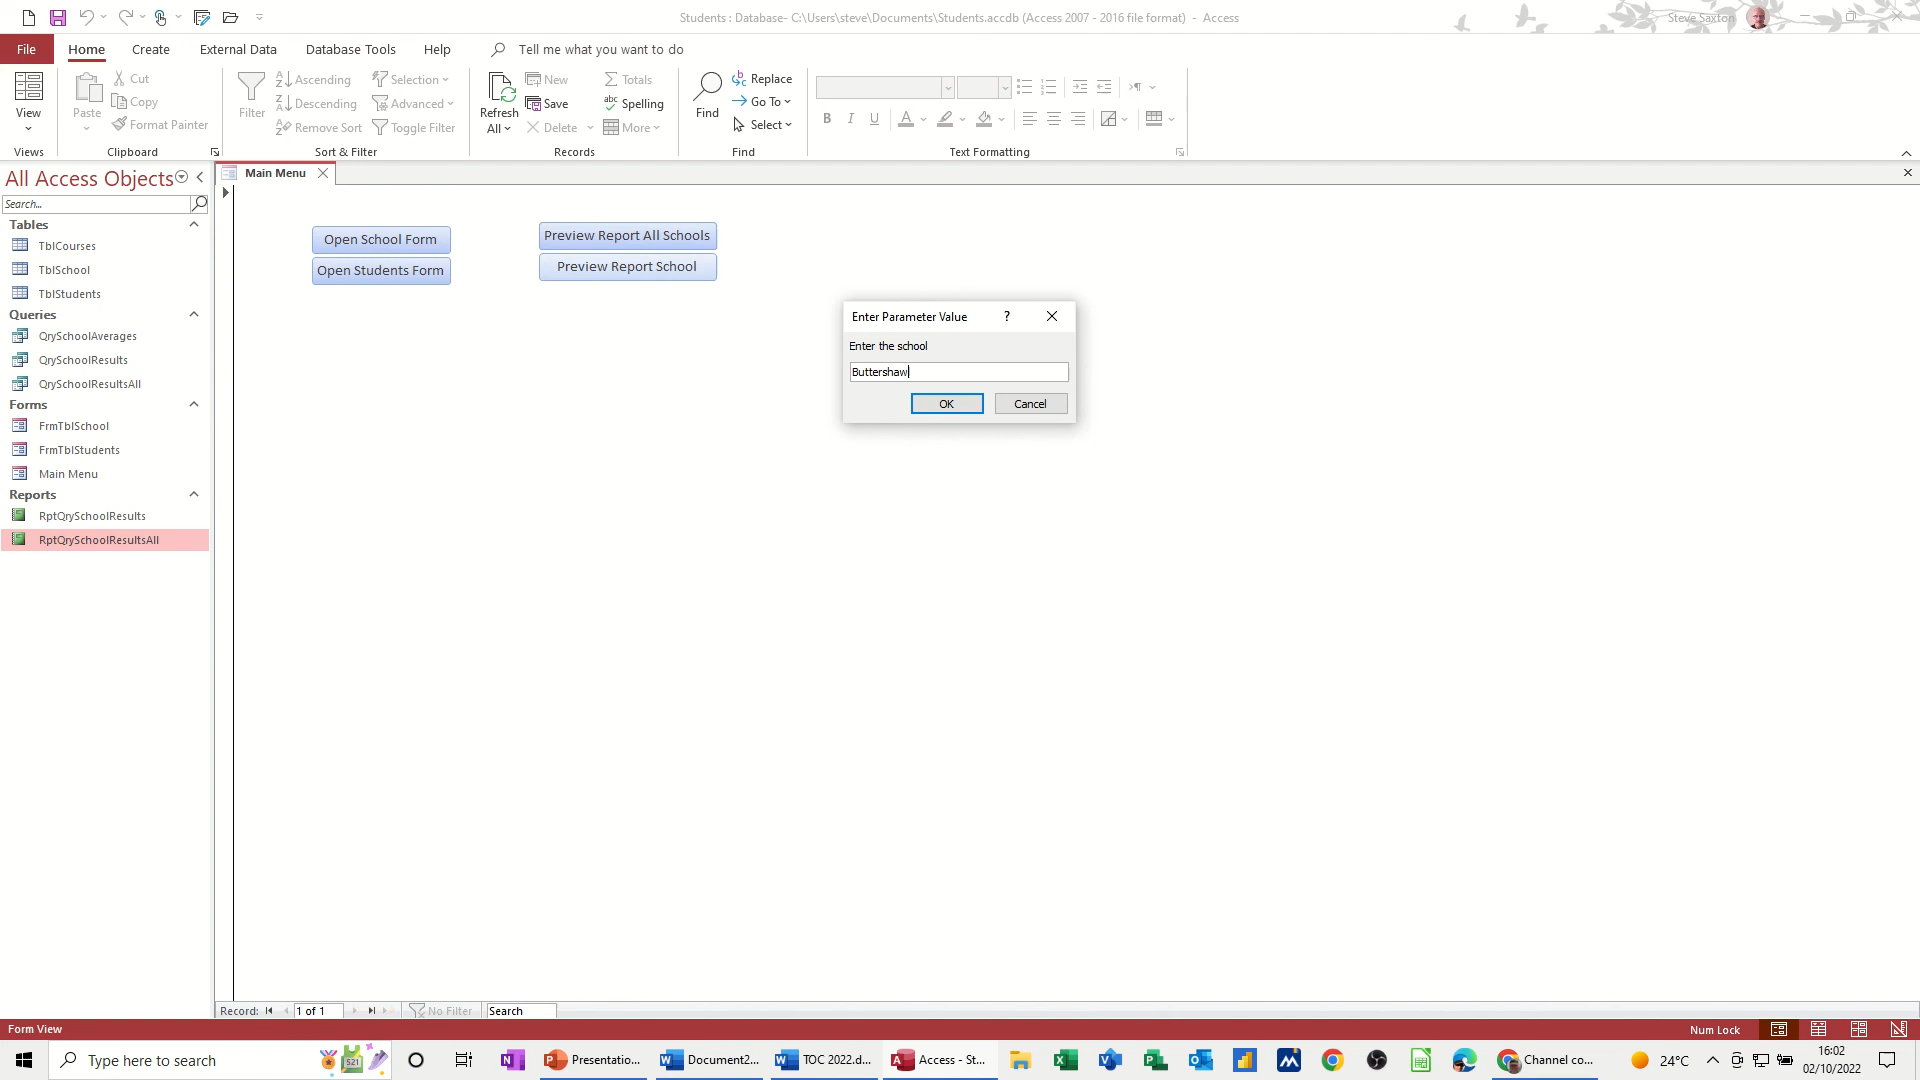 Students : Database- C:\Users\steve\Documents\Students.accdb (Access 2007 - 2016 file format) - Access
Steve Saxton
File Home Create External Data Database Tools Help Tell me what you want to do
View
Views
Paste
Cut
Copy
Format Painter
Clipboard
Filter
Ascending
Descending
Remove Sort
Selection
Advanced
Toggle Filter
Sort & Filter
Refresh
All
New
Save
Delete
Totals
Spelling
More
Records
Find
Replace
Go To
Select
Find
B I U A
Text Formatting
All Access Objects
Search...
Tables
TblCourses
TblSchool
TblStudents
Queries
QrySchoolAverages
QrySchoolResults
QrySchoolResultsAll
Forms
FrmTblSchool
FrmTblStudents
Main Menu
Reports
RptQrySchoolResults
RptQrySchoolResultsAll
Main Menu
Open School Form
Open Students Form
Preview Report All Schools
Preview Report School
Enter Parameter Value ?
Enter the school
Buttershaw
OK Cancel
Record: 1 of 1 No Filter Search
Form View
Num Lock
Type here to search
Presentatio...
Document2...
TOC 2022.d...
Access - St...
Channel co...
24°C
16:02
02/10/2022